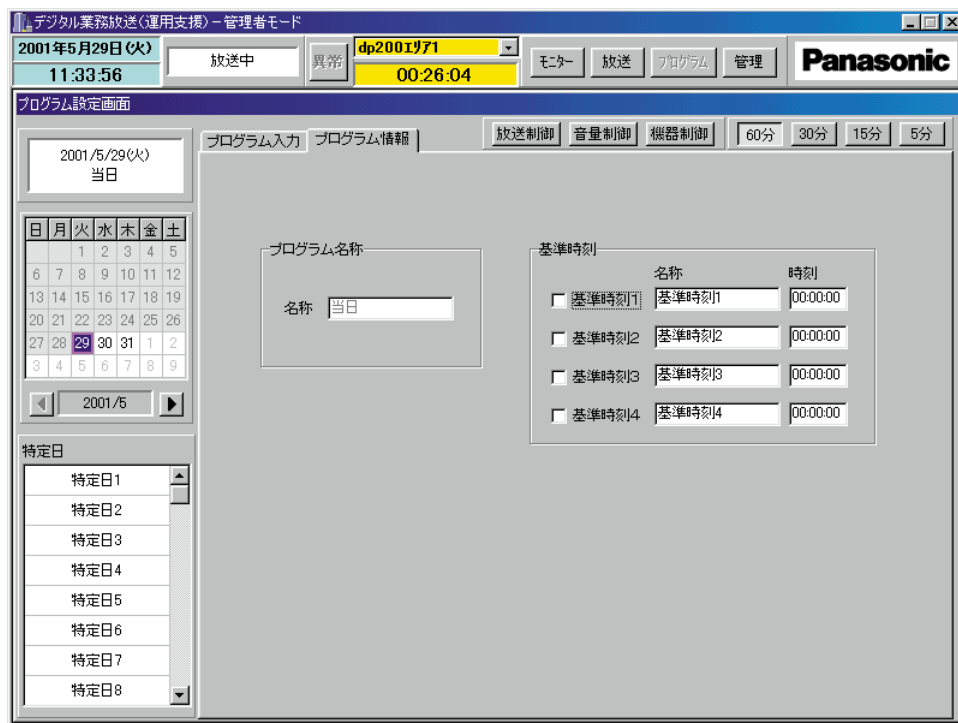 デジタル業務放送(運用支援)－管理者モード
2001年5月29日(火)
11:33:56
放送中
異常
dp200ｴﾘｱ1
00:26:04
ﾓﾆﾀｰ 放送 ﾌﾟﾛｸﾞﾗﾑ 管理
Panasonic
プログラム設定画面
2001/5/29(火)
当日
プログラム入力 プログラム情報
放送制御 音量制御 機器制御 60分 30分 15分 5分
日 月 火 水 木 金 土
1 2 3 4 5
6 7 8 9 10 11 12
13 14 15 16 17 18 19
20 21 22 23 24 25 26
27 28 29 30 31 1 2
3 4 5 6 7 8 9
2001/5
特定日
特定日1
特定日2
特定日3
特定日4
特定日5
特定日6
特定日7
特定日8
プログラム名称
名称 当日
基準時刻
名称 時刻
基準時刻1 基準時刻1 00:00:00
基準時刻2 基準時刻2 00:00:00
基準時刻3 基準時刻3 00:00:00
基準時刻4 基準時刻4 00:00:00